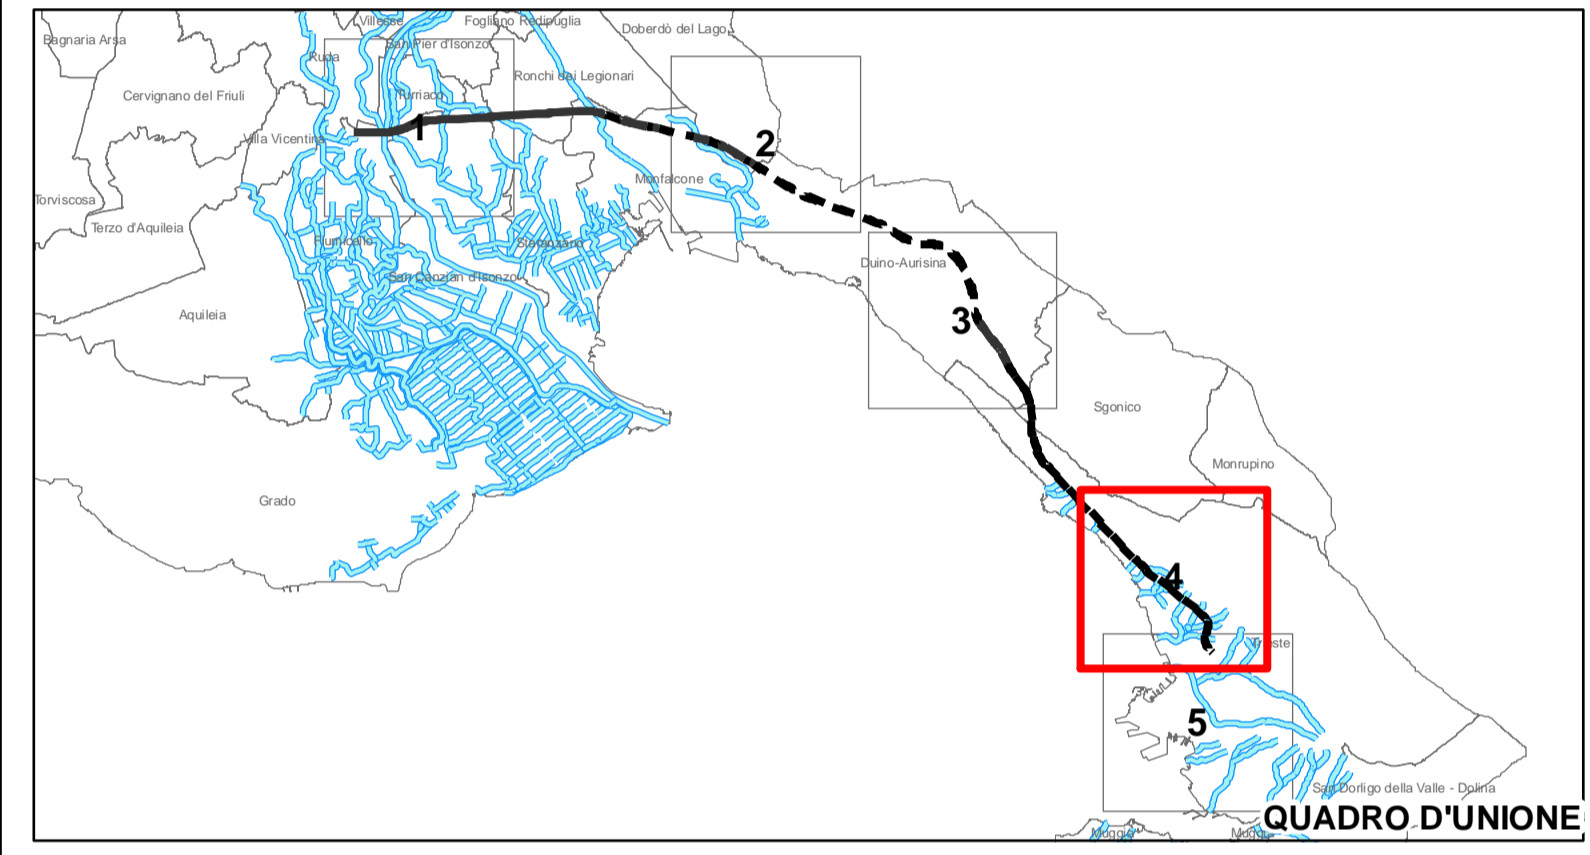 Villesse
Fogliano Redipuglia
Doberdò del Lago
Bagnaria Arsa
San Pier d'Isonzo
Ruda
Ronchi dei Legionari
Cervignano del Friuli
Turriaco
1
Villa Vicentina
2
Monfalcone
Torviscosa
Terzo d'Aquileia
Fiumicello
Staranzano
Duino-Aurisina
San Canzian d'Isonzo
Aquileia
3
Sgonico
Monrupino
Grado
4
Trieste
5
San Dorligo della Valle - Dolina
QUADRO D'UNIONE
Muggia
Muggia